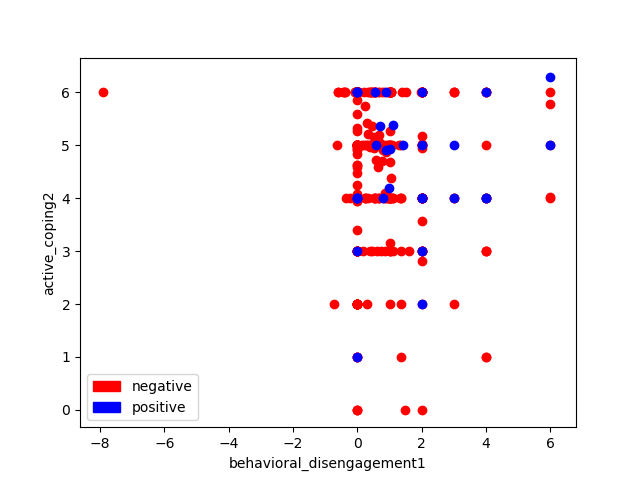 6
5
4
3
2
1
0
active_coping2
negative
positive
−8 −6 −4 −2 0 2 4 6
behavioral_disengagement1